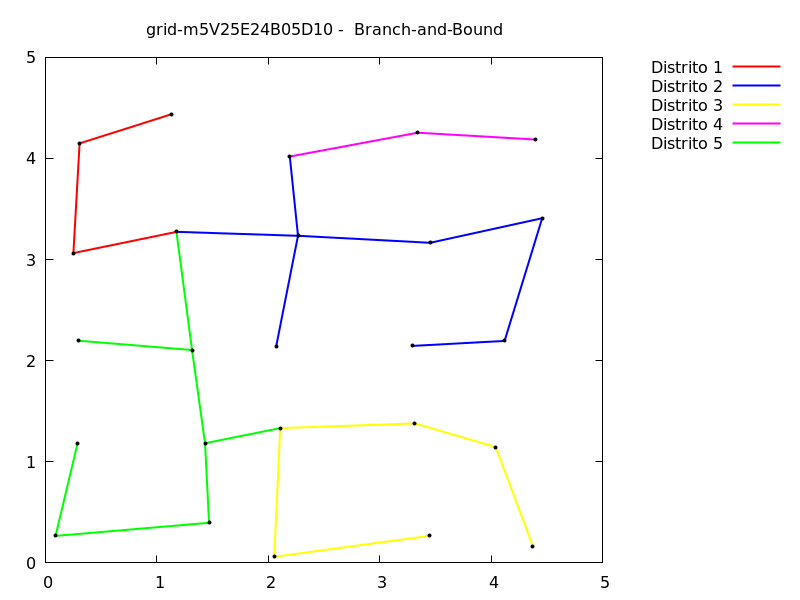 grid-m5V25E24B05D10 - Branch-and-Bound
Distrito 1
Distrito 2
Distrito 3
Distrito 4
Distrito 5
5
4
3
2
1
0
0 1 2 3 4 5